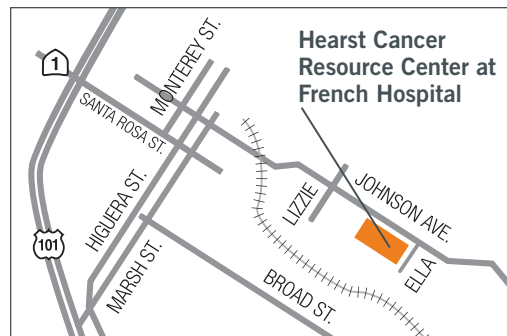 Hearst Cancer
Resource Center at
French Hospital
1
MONTEREY ST.
SANTA ROSA ST.
HIGUERA ST.
LIZZIE
JOHNSON AVE.
101
MARSH ST.
BROAD ST.
ELLA